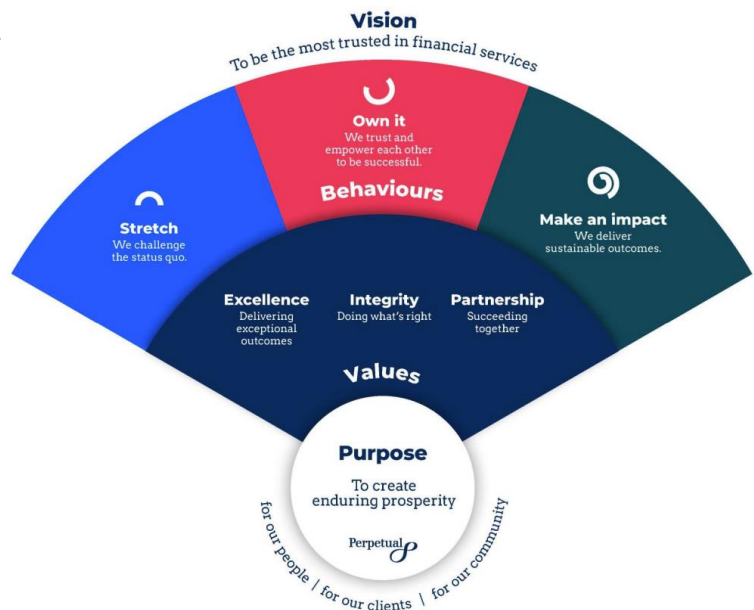 Vision
To be the most trusted in financial services
Own it
We trust and
empower each other
to be successful.
Behaviours
Stretch
We challenge
the status quo.
Make an impact
We deliver
sustainable outcomes.
Excellence
Delivering
exceptional
outcomes
Integrity
Doing what's right
Partnership
Succeeding
together
Values
Purpose
To create
enduring prosperity
Perpetual
for our people | for our clients | for our community